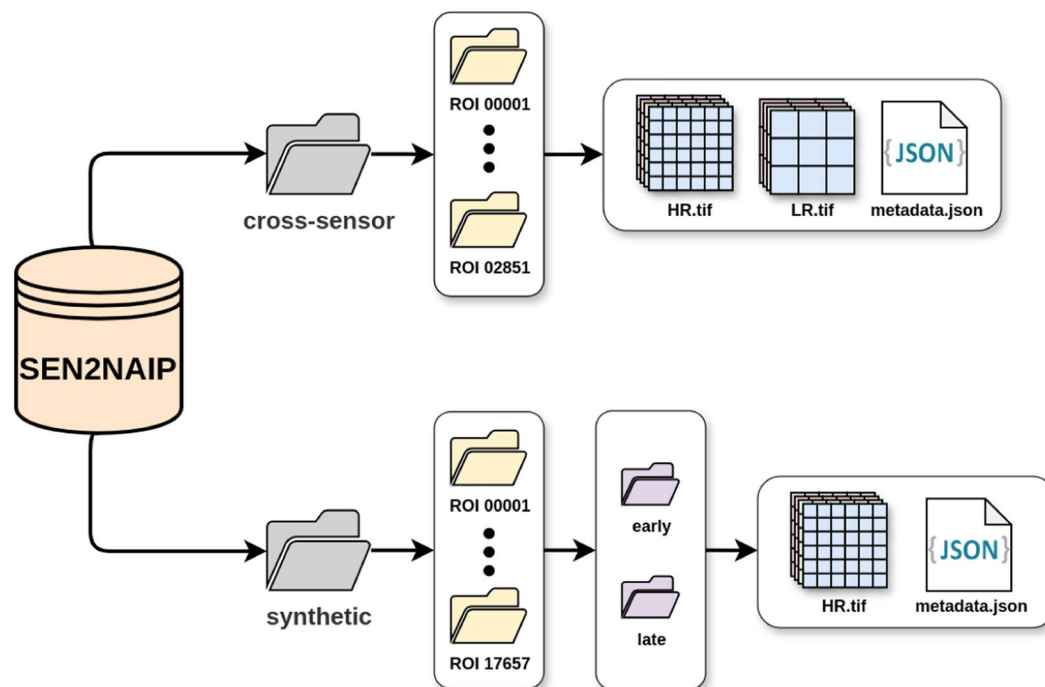 SEN2NAIP
cross-sensor
ROI 00001
ROI 02851
HR.tif
LR.tif
{JSON}
metadata.json
synthetic
ROI 00001
ROI 17657
early
late
HR.tif
{JSON}
metadata.json